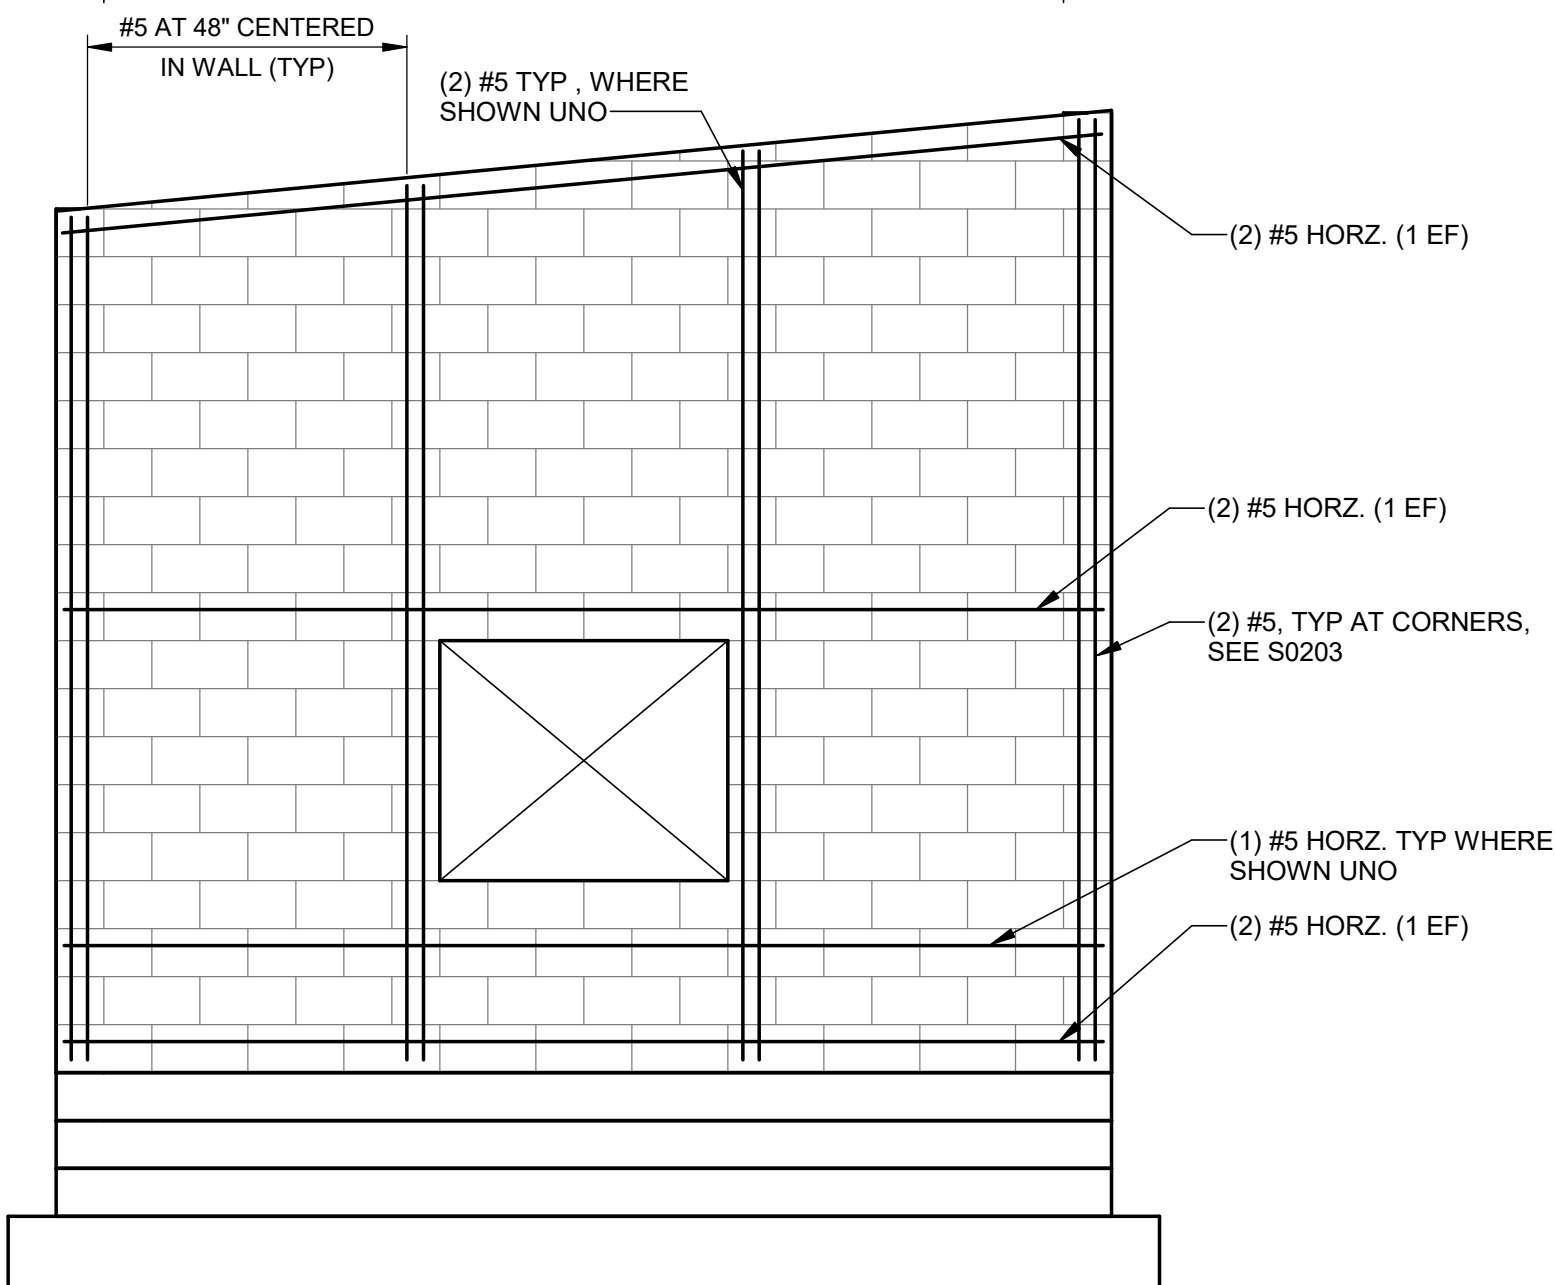 #5 AT 48" CENTERED
IN WALL (TYP)
(2) #5 TYP , WHERE
SHOWN UNO
(2) #5 HORZ. (1 EF)
(2) #5 HORZ. (1 EF)
(2) #5, TYP AT CORNERS,
SEE S0203
(1) #5 HORZ. TYP WHERE
SHOWN UNO
(2) #5 HORZ. (1 EF)